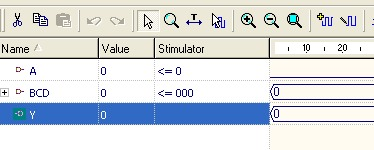 Name Value Stimulator 10 20
A 0 <= 0
BCD 0 <= 000 0
Y 0 0